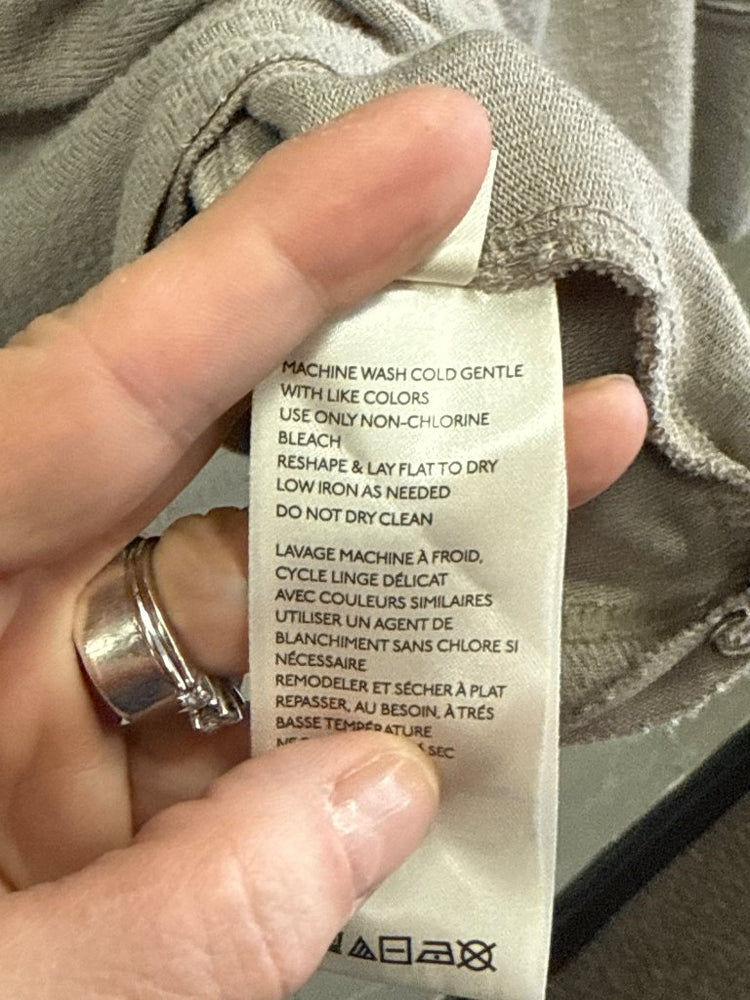 MACHINE WASH COLD GENTLE
WITH LIKE COLORS
USE ONLY NON-CHLORINE
BLEACH
RESHAPE & LAY FLAT TO DRY
LOW IRON AS NEEDED
DO NOT DRY CLEAN
LAVAGE MACHINE À FROID,
CYCLE LINGE DÉLICAT
AVEC COULEURS SIMILAIRES
UTILISER UN AGENT DE
BLANCHIMENT SANS CHLORE SI
NÉCESSAIRE
REMODELER ET SÉCHER À PLAT
REPASSER, AU BESOIN, À TRÉS
BASSE TEMPÉRATURE
SEC